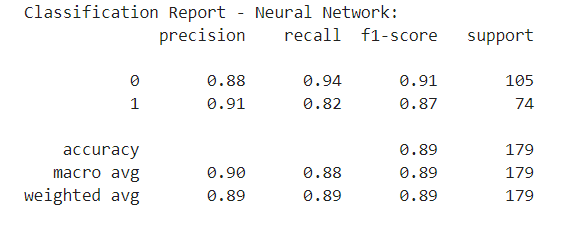 Classification Report - Neural Network:
precision recall f1-score support
0 0.88 0.94 0.91 105
1 0.91 0.82 0.87 74
accuracy 0.89 179
macro avg 0.90 0.88 0.89 179
weighted avg 0.89 0.89 0.89 179